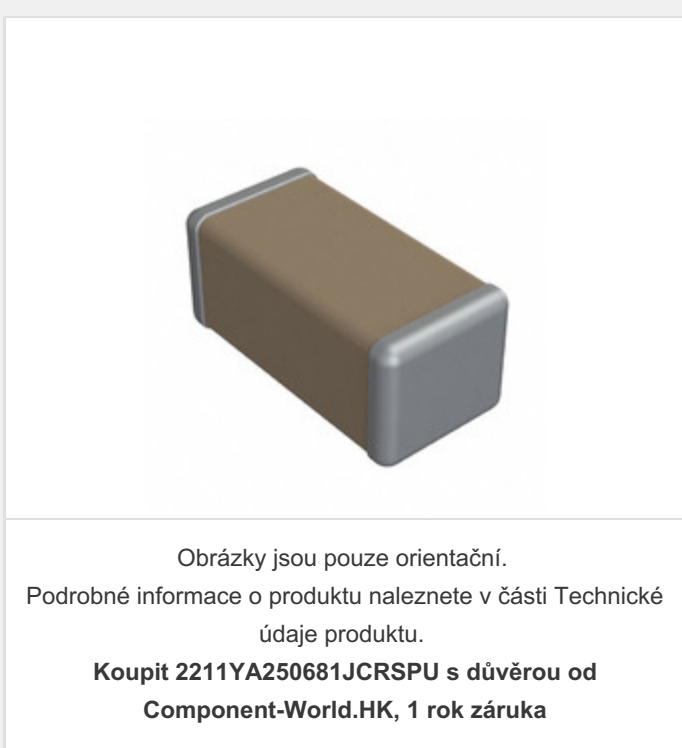 Obrázky jsou pouze orientační.
Podrobné informace o produktu naleznete v části Technické
údaje produktu.
Koupit 2211YA250681JCRSPU s důvěrou od
Component-World.HK, 1 rok záruka